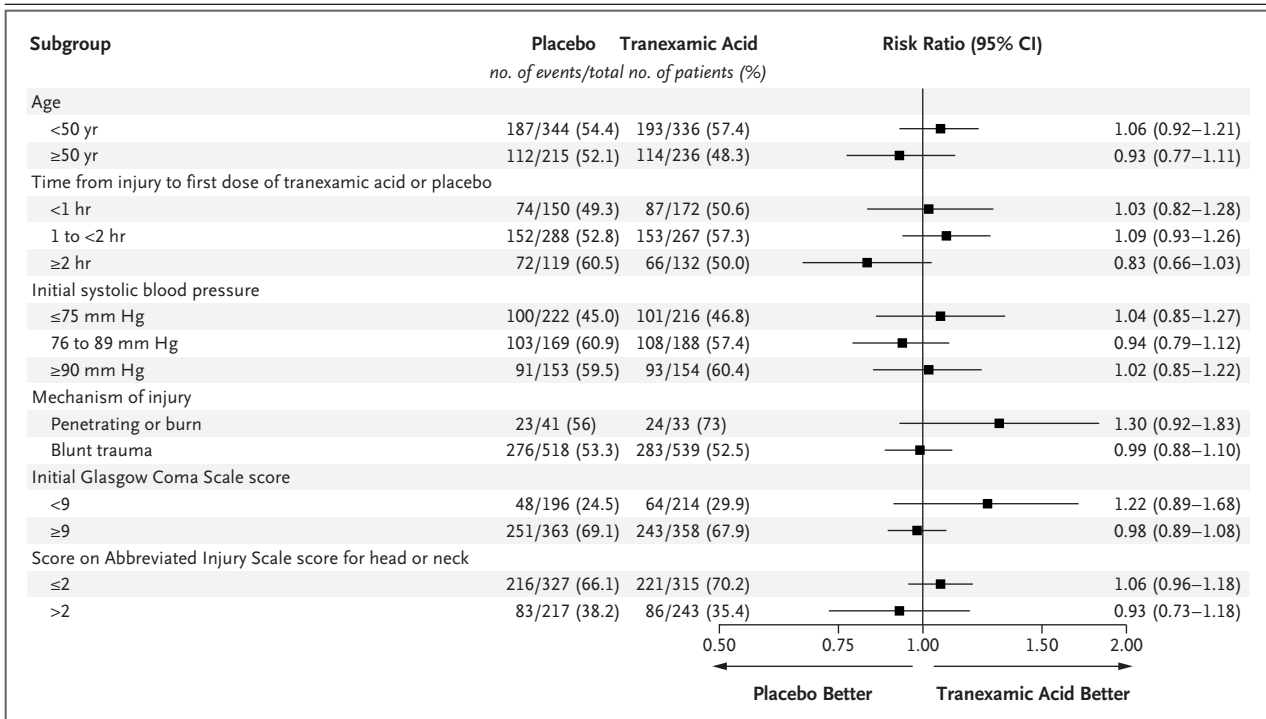 Subgroup Placebo Tranexamic Acid Risk Ratio (95% CI)
no. of events/total no. of patients (%)
Age
<50 yr 187/344 (54.4) 193/336 (57.4) 1.06 (0.92–1.21)
≥50 yr 112/215 (52.1) 114/236 (48.3) 0.93 (0.77–1.11)
Time from injury to first dose of tranexamic acid or placebo
<1 hr 74/150 (49.3) 87/172 (50.6) 1.03 (0.82–1.28)
1 to <2 hr 152/288 (52.8) 153/267 (57.3) 1.09 (0.93–1.26)
≥2 hr 72/119 (60.5) 66/132 (50.0) 0.83 (0.66–1.03)
Initial systolic blood pressure
≤75 mm Hg 100/222 (45.0) 101/216 (46.8) 1.04 (0.85–1.27)
76 to 89 mm Hg 103/169 (60.9) 108/188 (57.4) 0.94 (0.79–1.12)
≥90 mm Hg 91/153 (59.5) 93/154 (60.4) 1.02 (0.85–1.22)
Mechanism of injury
Penetrating or burn 23/41 (56) 24/33 (73) 1.30 (0.92–1.83)
Blunt trauma 276/518 (53.3) 283/539 (52.5) 0.99 (0.88–1.10)
Initial Glasgow Coma Scale score
<9 48/196 (24.5) 64/214 (29.9) 1.22 (0.89–1.68)
≥9 251/363 (69.1) 243/358 (67.9) 0.98 (0.89–1.08)
Score on Abbreviated Injury Scale score for head or neck
≤2 216/327 (66.1) 221/315 (70.2) 1.06 (0.96–1.18)
>2 83/217 (38.2) 86/243 (35.4) 0.93 (0.73–1.18)
0.50 0.75 1.00 1.50 2.00
Placebo Better Tranexamic Acid Better